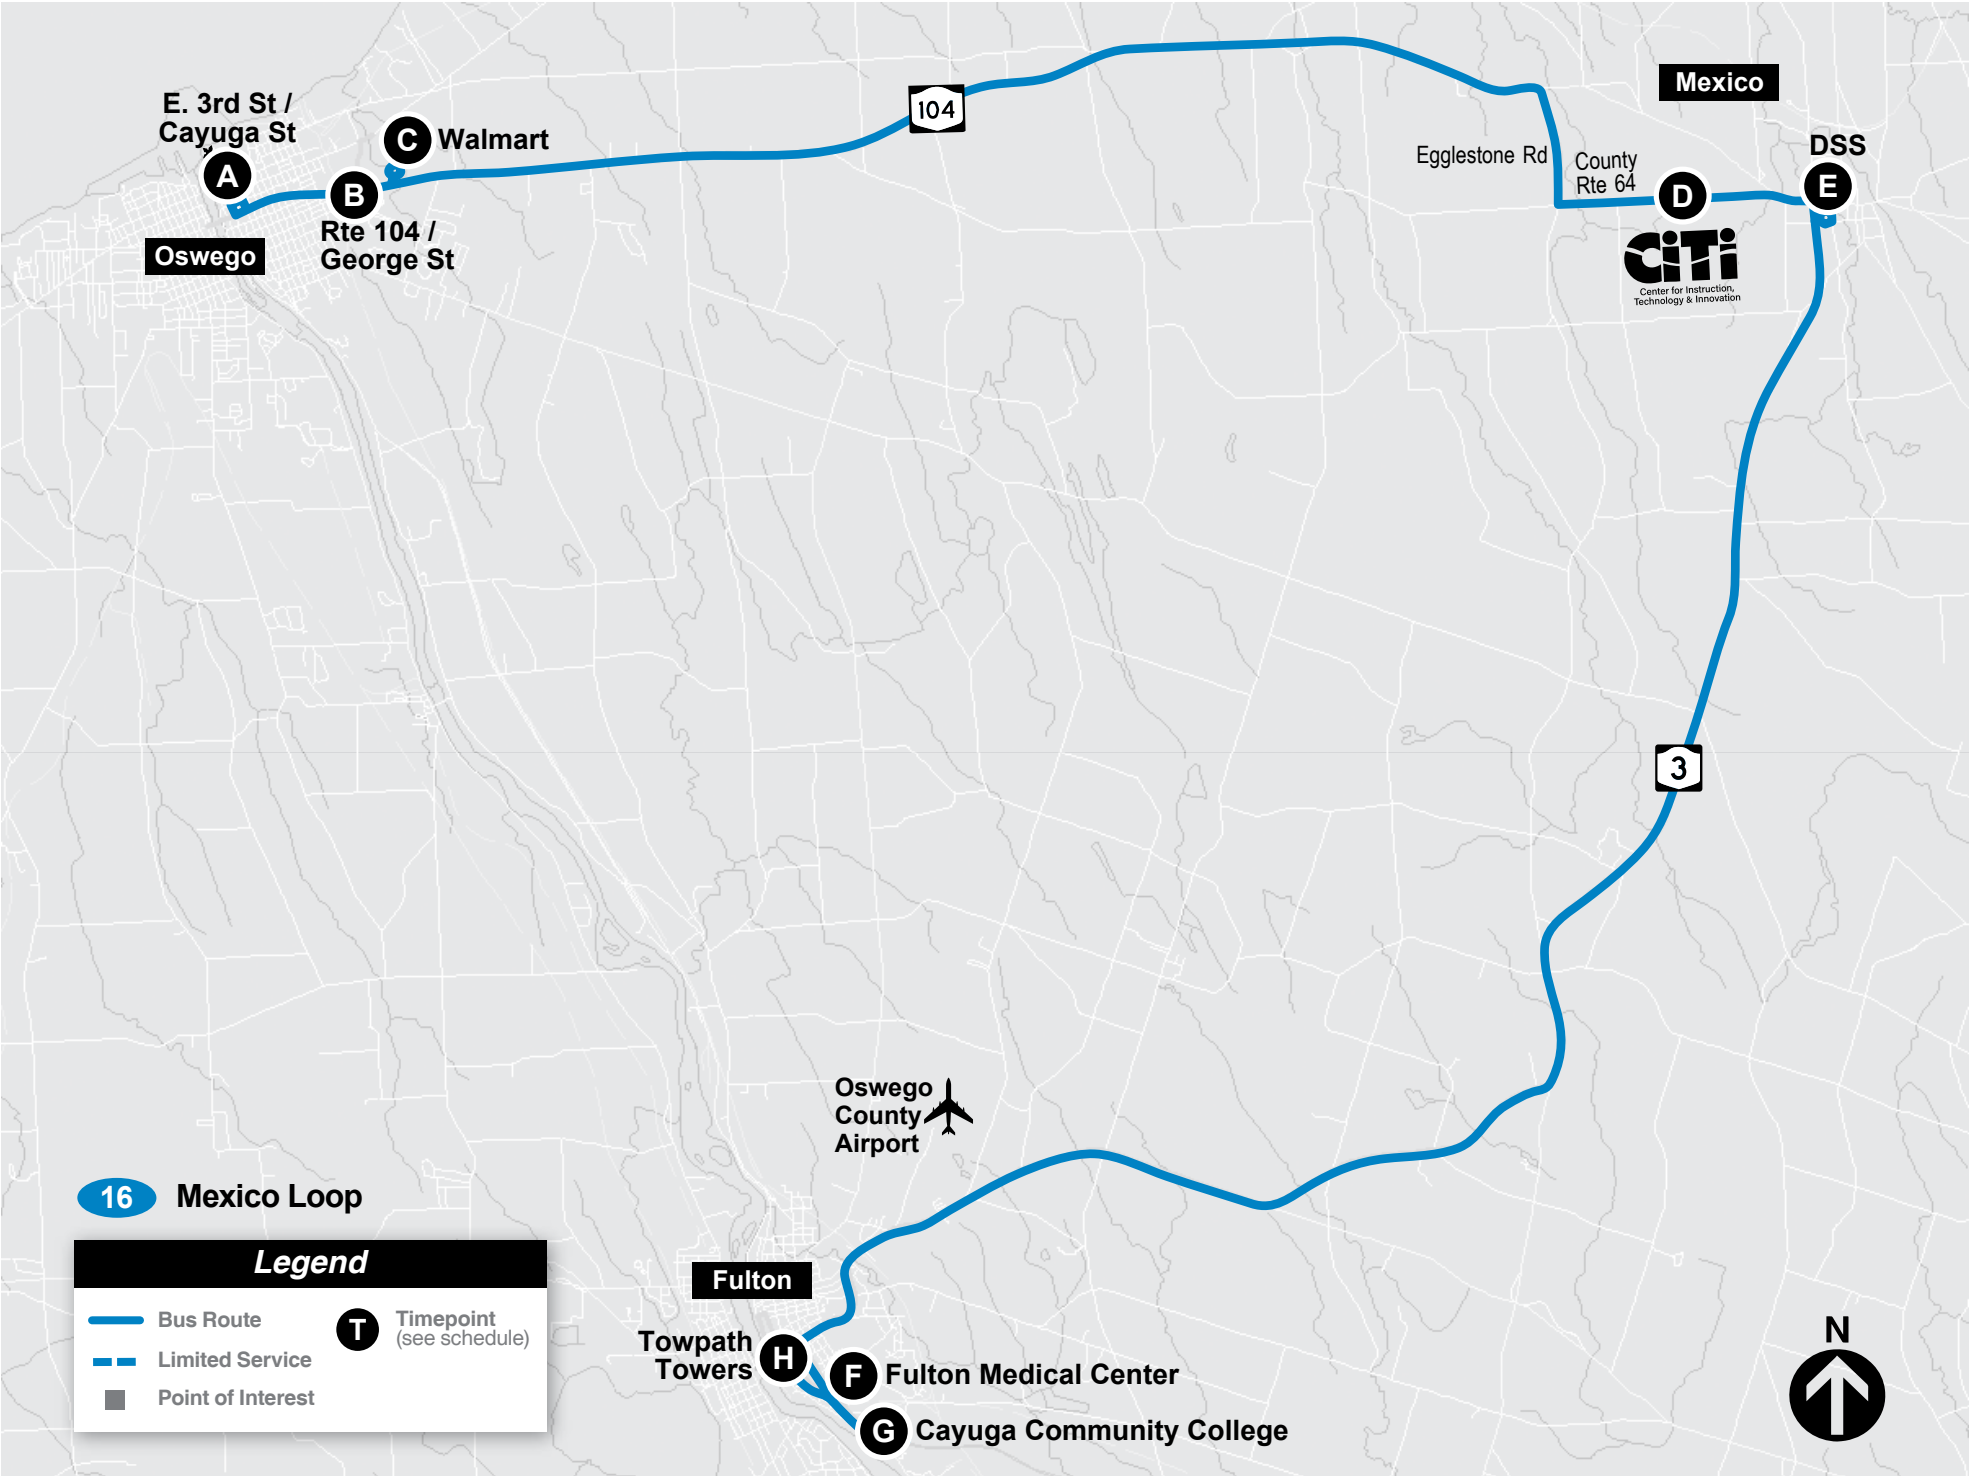 E. 3rd St /
Cayuga St
A
B
C
Walmart
Rte 104 /
George St
Oswego
104
Mexico
Egglestone Rd
County
Rte 64
D
DSS
E
CiTi
Center for Instruction,
Technology & Innovation
3
Oswego
County
Airport
16 Mexico Loop
Legend
Bus Route
Limited Service
Point of Interest
T
Timepoint
(see schedule)
Fulton
Towpath
Towers
H
F
Fulton Medical Center
G
Cayuga Community College
N